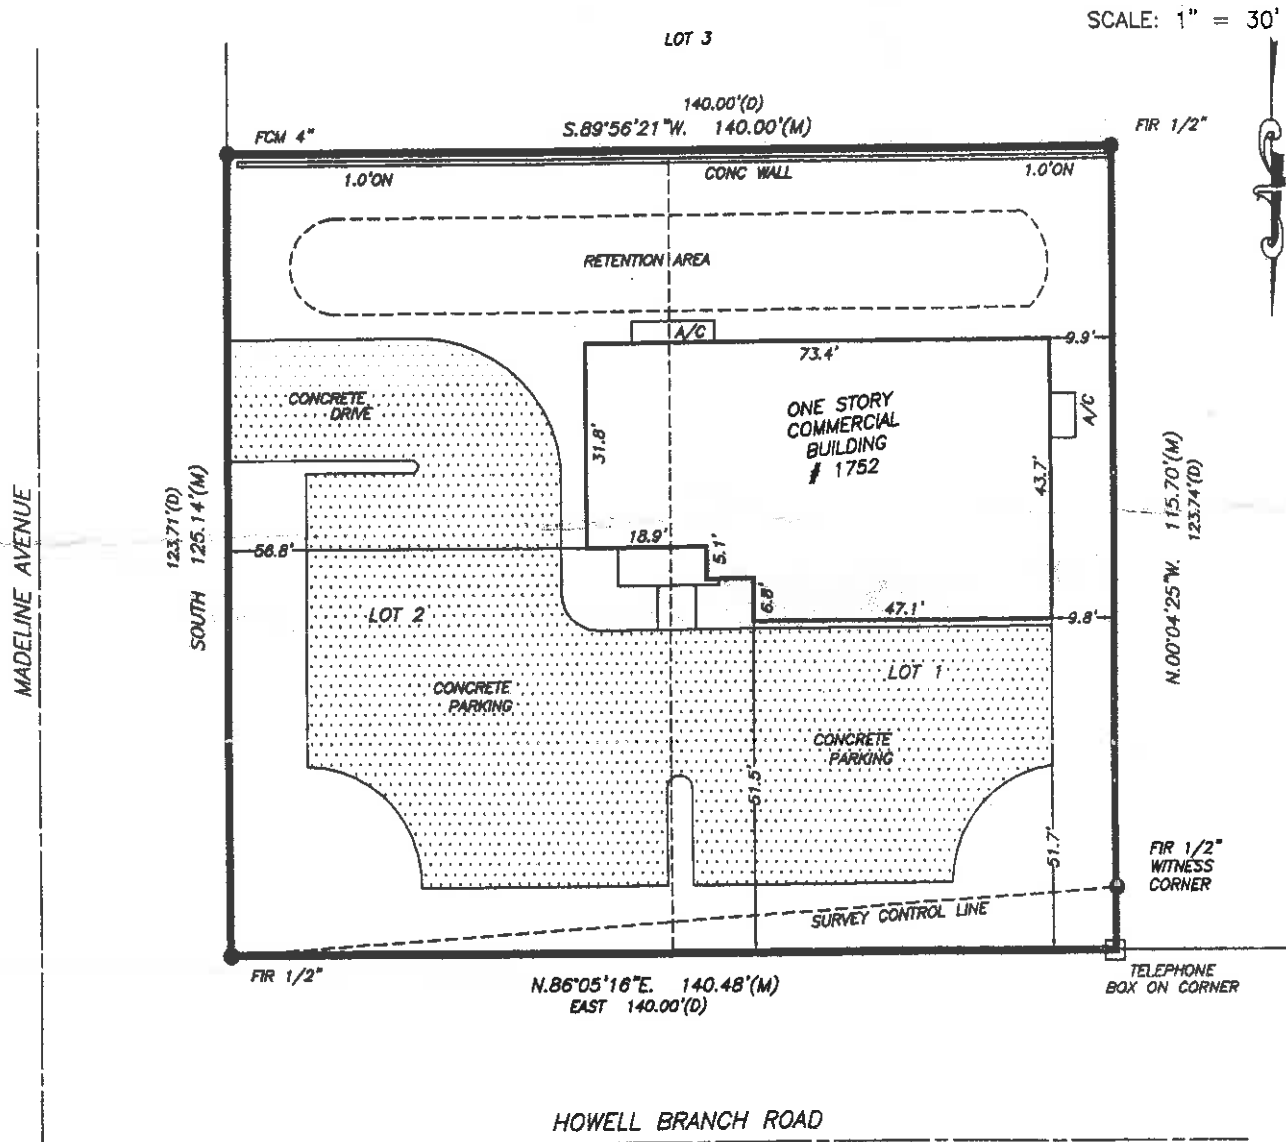 SCALE: 1" = 30'
LOT 3
140.00'(D)
S.89°56'21"W. 140.00'(M)
FCM 4"
FIR 1/2"
1.0'ON
CONC WALL
1.0'ON
RETENTION AREA
A/C
73.4'
9.9'
CONCRETE
DRIVE
ONE STORY
COMMERCIAL
BUILDING
# 1752
A/C
31.8'
43.7'
MADELINE AVENUE
123.71'(D)
SOUTH 125.14'(M)
N.00°04'25"W. 115.70'(M)
123.74'(D)
56.8'
18.9'
5.1'
6.8'
47.1'
9.8'
LOT 2
LOT 1
CONCRETE
PARKING
CONCRETE
PARKING
51.5'
51.7'
FIR 1/2"
WITNESS
CORNER
SURVEY CONTROL LINE
FIR 1/2"
N.86°05'16"E. 140.48'(M)
EAST 140.00'(D)
TELEPHONE
BOX ON CORNER
HOWELL BRANCH ROAD